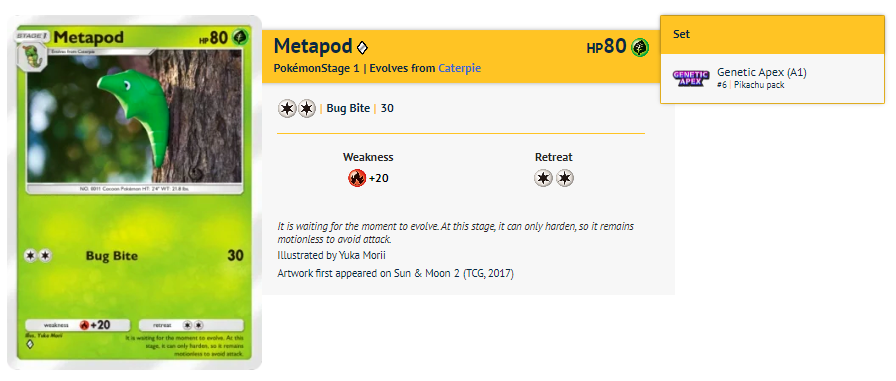 STAGE 1 Metapod HP 80
Evolves from Caterpie
NO. 0011 Cocoon Pokémon HT: 2'4" WT: 21.8 lbs.
Bug Bite 30
weakness +20 retreat
Illus. Yuka Morii
It is waiting for the moment to evolve. At this
stage, it can only harden, so it remains
motionless to avoid attack.
Metapod HP 80
PokémonStage 1 | Evolves from Caterpie
| Bug Bite | 30
Weakness Retreat
+20
It is waiting for the moment to evolve. At this stage, it can only harden, so it remains
motionless to avoid attack.
Illustrated by Yuka Morii
Artwork first appeared on Sun & Moon 2 (TCG, 2017)
Set
GENETIC
APEX
Genetic Apex (A1)
#6 | Pikachu pack